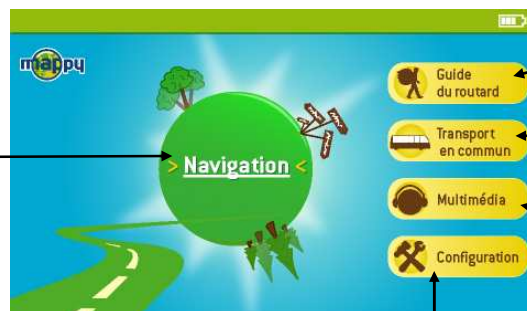 mappy
Guide
du routard
Transport
en commun
> Navigation <
Multimédia
Configuration